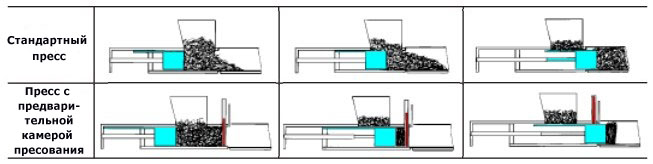 Стандартный
пресс
Пресс с
предвари-
тельной
камерой
пресования